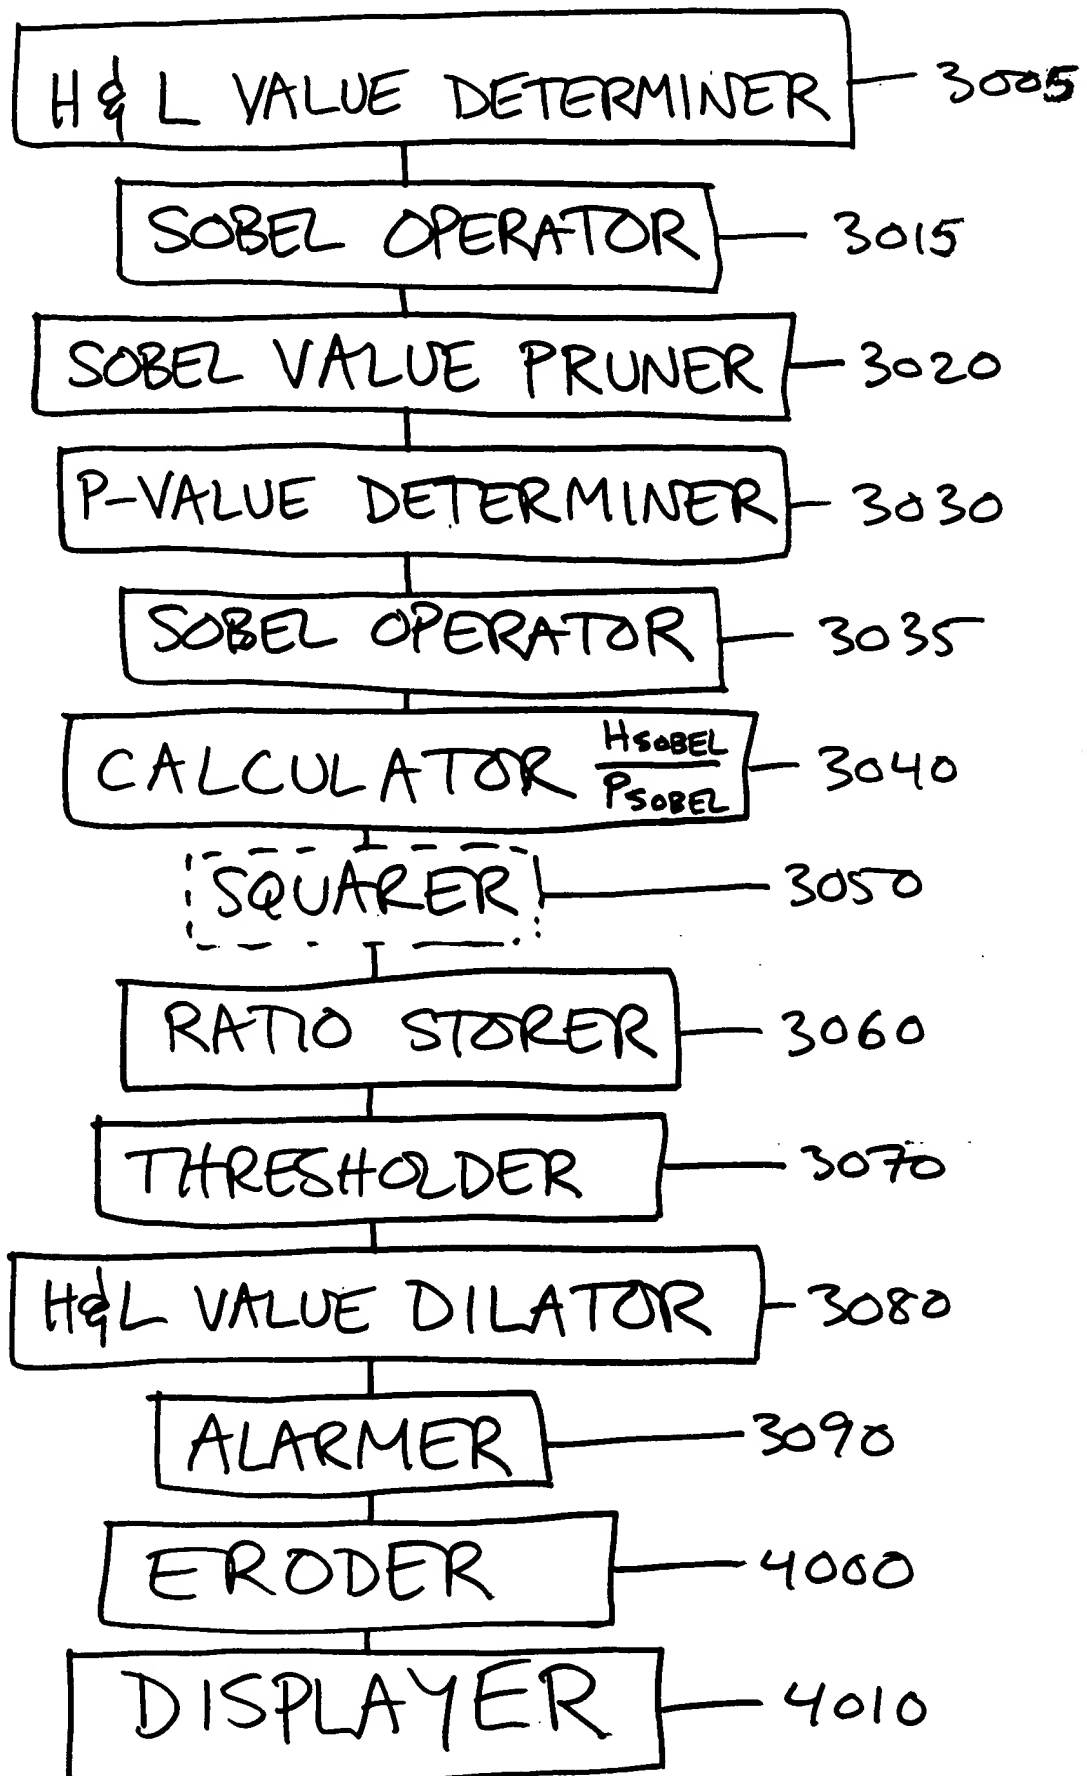 H & L VALUE DETERMINER 3005
SOBEL OPERATOR 3015
SOBEL VALUE PRUNER 3020
P-VALUE DETERMINER 3030
SOBEL OPERATOR 3035
CALCULATOR HSOBEL 3040
PSOBEL
SQUARER 3050
RATIO STORER 3060
THRESHOLDER 3070
H&L VALUE DILATOR 3080
ALARMER 3090
ERODER 4000
DISPLAYER 4010